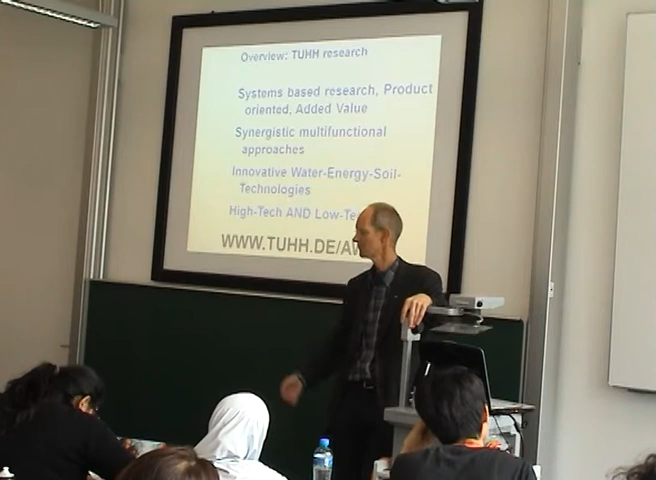 Overview: TUHH research
Systems based research, Product
oriented, Added Value
Synergistic multifunctional
approaches
Innovative Water-Energy-Soil-
Technologies
High-Tech AND
WWW.TUHH.DE/